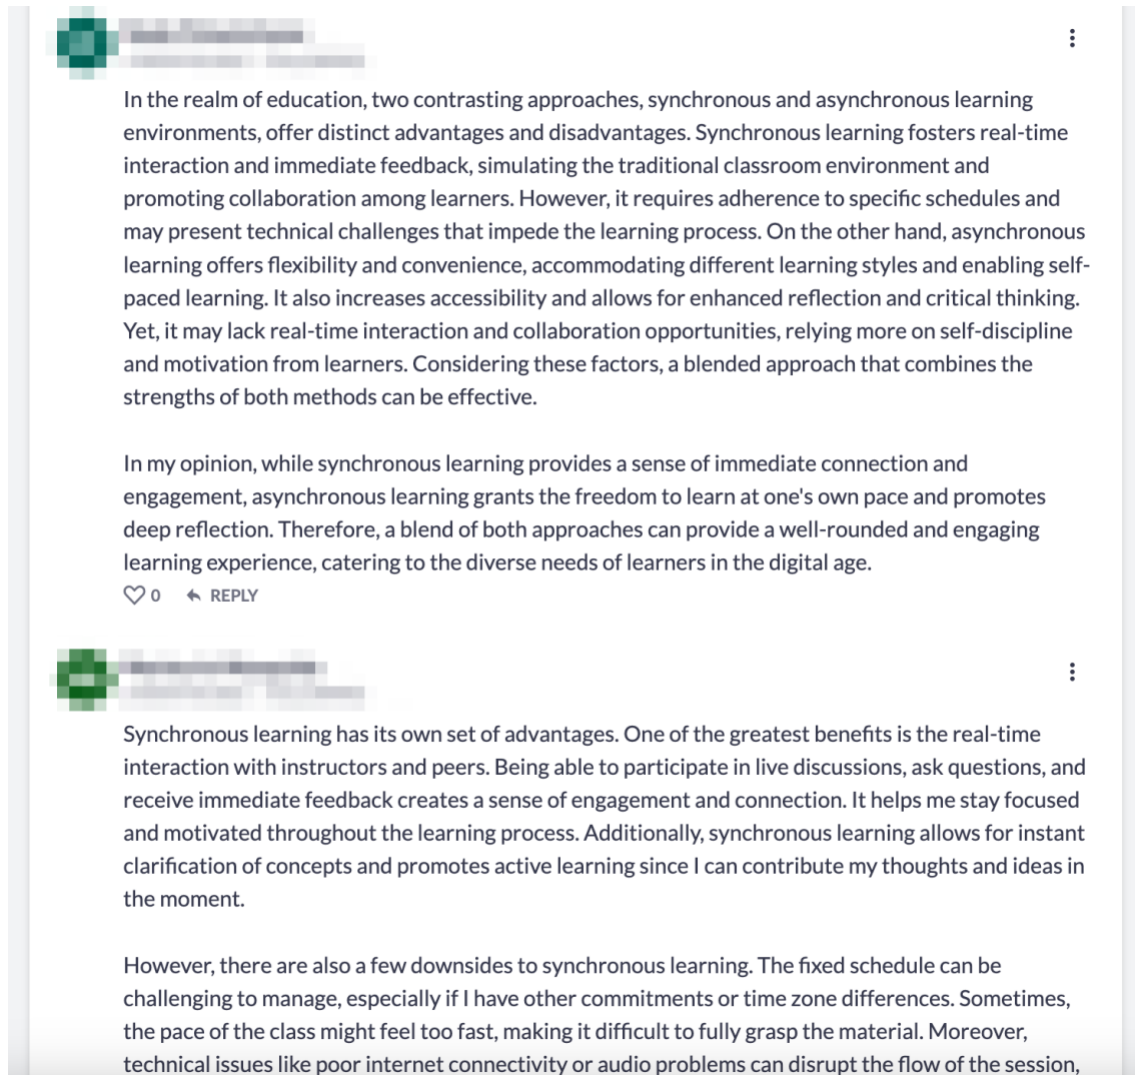 In the realm of education, two contrasting approaches, synchronous and asynchronous learning
environments, offer distinct advantages and disadvantages. Synchronous learning fosters real-time
interaction and immediate feedback, simulating the traditional classroom environment and
promoting collaboration among learners. However, it requires adherence to specific schedules and
may present technical challenges that impede the learning process. On the other hand, asynchronous
learning offers flexibility and convenience, accommodating different learning styles and enabling self-
paced learning. It also increases accessibility and allows for enhanced reflection and critical thinking.
Yet, it may lack real-time interaction and collaboration opportunities, relying more on self-discipline
and motivation from learners. Considering these factors, a blended approach that combines the
strengths of both methods can be effective.
In my opinion, while synchronous learning provides a sense of immediate connection and
engagement, asynchronous learning grants the freedom to learn at one's own pace and promotes
deep reflection. Therefore, a blend of both approaches can provide a well-rounded and engaging
learning experience, catering to the diverse needs of learners in the digital age.
0 REPLY
Synchronous learning has its own set of advantages. One of the greatest benefits is the real-time
interaction with instructors and peers. Being able to participate in live discussions, ask questions, and
receive immediate feedback creates a sense of engagement and connection. It helps me stay focused
and motivated throughout the learning process. Additionally, synchronous learning allows for instant
clarification of concepts and promotes active learning since I can contribute my thoughts and ideas in
the moment.
However, there are also a few downsides to synchronous learning. The fixed schedule can be
challenging to manage, especially if I have other commitments or time zone differences. Sometimes,
the pace of the class might feel too fast, making it difficult to fully grasp the material. Moreover,
technical issues like poor internet connectivity or audio problems can disrupt the flow of the session,